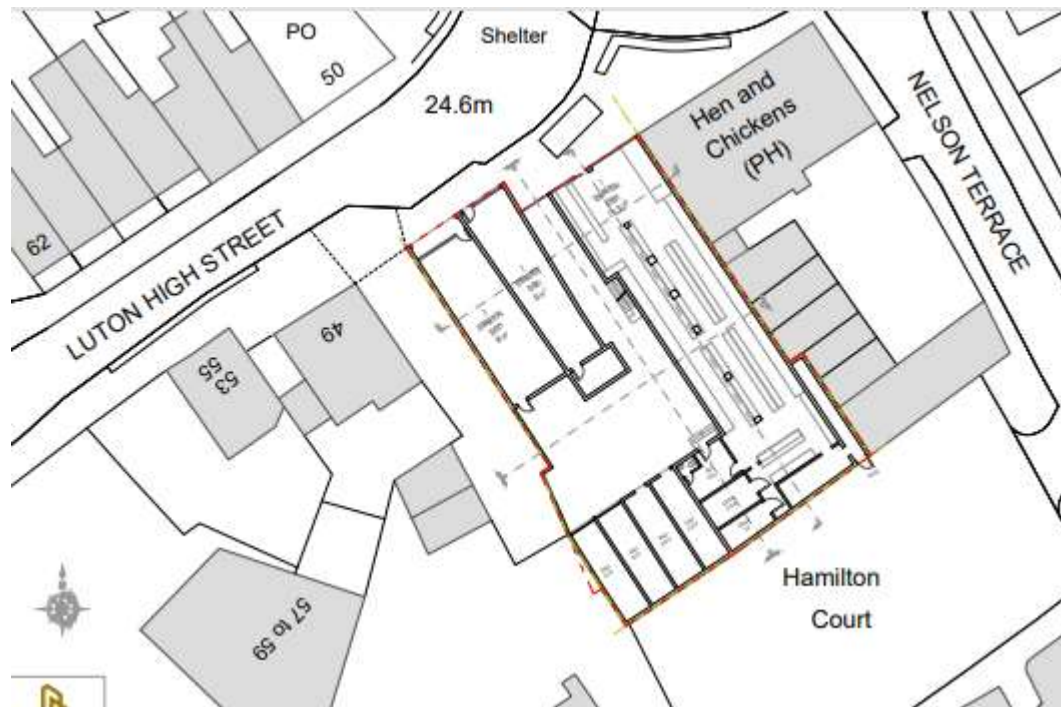 PO
50
Shelter
24.6m
Hen and
Chickens
(PH)
NELSON TERRACE
62
LUTON HIGH STREET
49
53
55
57 to 59
Hamilton
Court